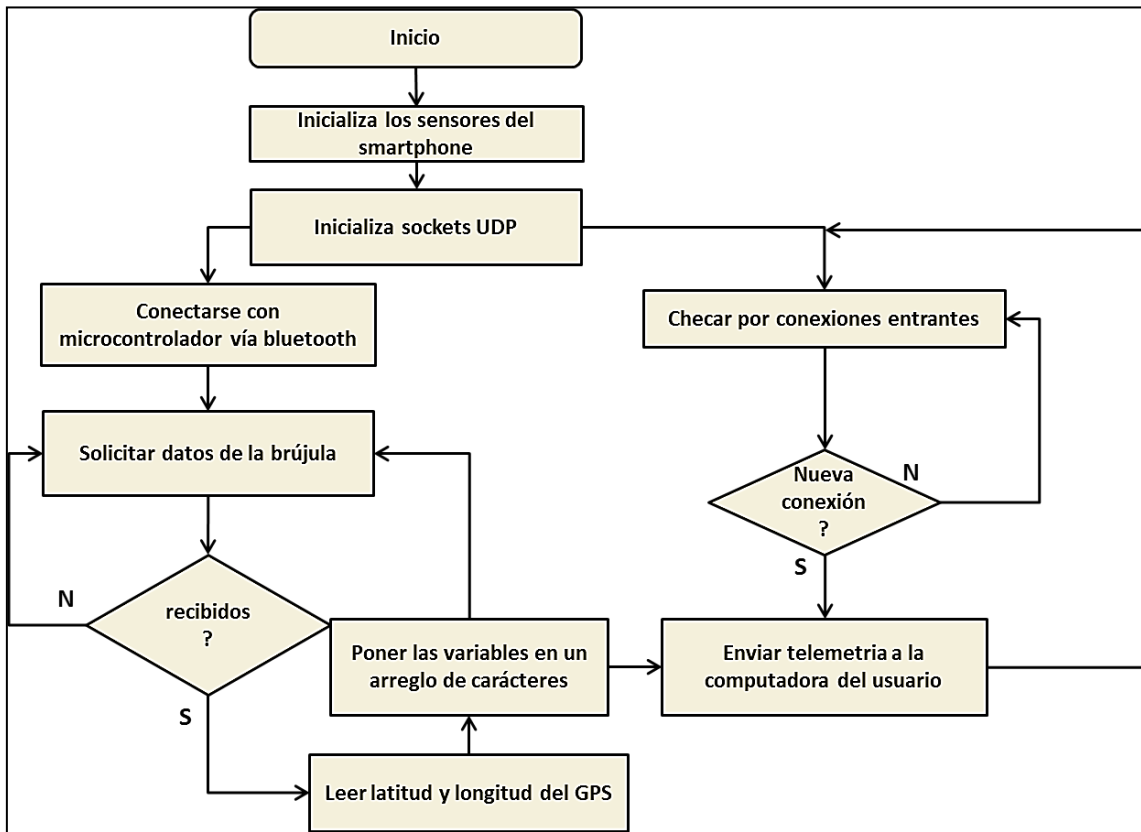 Inicio
Inicializa los sensores del
smartphone
Inicializa sockets UDP
Conectarse con
microcontrolador vía bluetooth
Checar por conexiones entrantes
Solicitar datos de la brújula
Nueva
conexión
?
N
S
N
recibidos
?
S
Poner las variables en un
arreglo de carácteres
Enviar telemetria a la
computadora del usuario
Leer latitud y longitud del GPS